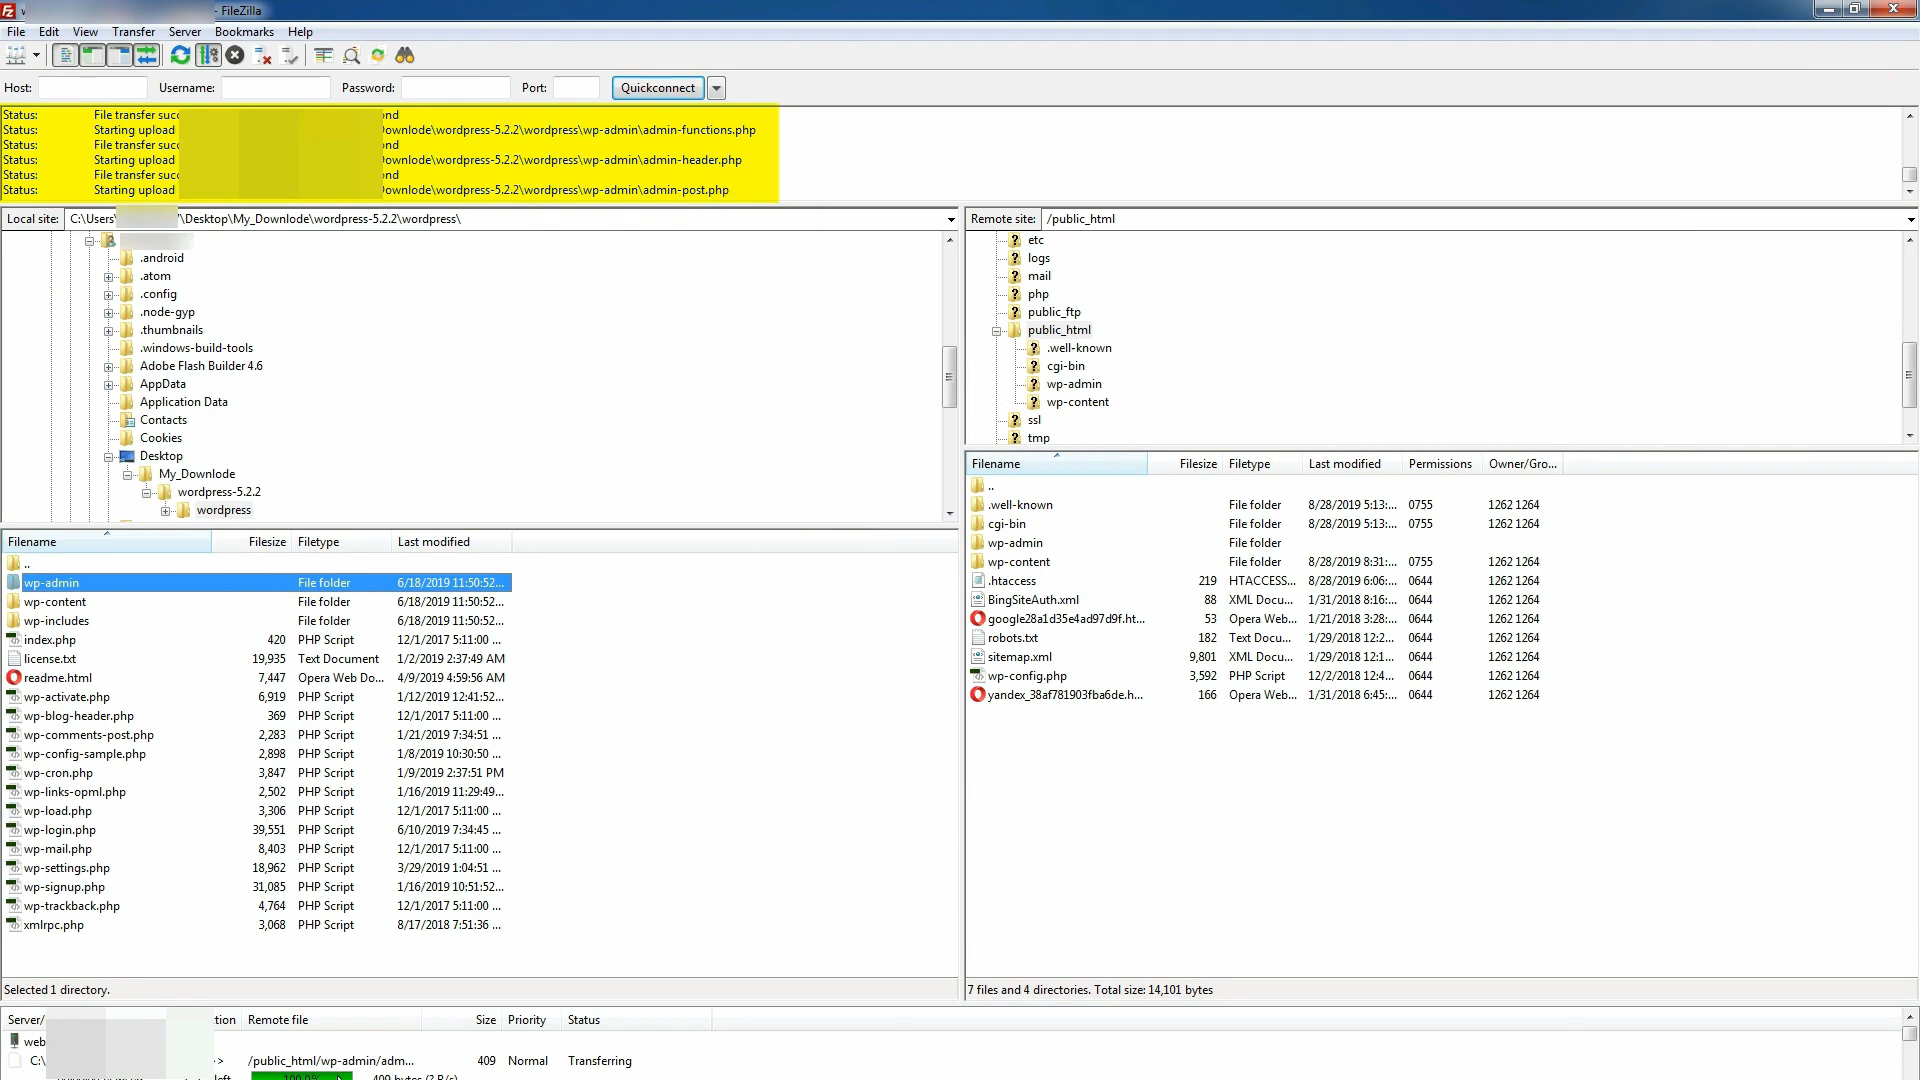 - FileZilla
File Edit View Transfer Server Bookmarks Help
Host: Username: Password: Port: Quickconnect
Status: File transfer suc ond
Status: Starting upload Downlode\wordpress-5.2.2\wordpress\wp-admin\admin-functions.php
Status: File transfer suc ond
Status: Starting upload Downlode\wordpress-5.2.2\wordpress\wp-admin\admin-header.php
Status: File transfer suc ond
Status: Starting upload Downlode\wordpress-5.2.2\wordpress\wp-admin\admin-post.php
Local site: C:\Users\ \Desktop\My_Downlode\wordpress-5.2.2\wordpress\
.android
.atom
.config
.node-gyp
.thumbnails
.windows-build-tools
Adobe Flash Builder 4.6
AppData
Application Data
Contacts
Cookies
Desktop
My_Downlode
wordpress-5.2.2
wordpress
Filename Filesize Filetype Last modified
..
wp-admin File folder 6/18/2019 11:50:52...
wp-content File folder 6/18/2019 11:50:52...
wp-includes File folder 6/18/2019 11:50:52...
index.php 420 PHP Script 12/1/2017 5:11:00 ...
license.txt 19,935 Text Document 1/2/2019 2:37:49 AM
readme.html 7,447 Opera Web Do... 4/9/2019 4:59:56 AM
wp-activate.php 6,919 PHP Script 1/12/2019 12:41:52...
wp-blog-header.php 369 PHP Script 12/1/2017 5:11:00 ...
wp-comments-post.php 2,283 PHP Script 1/21/2019 7:34:51 ...
wp-config-sample.php 2,898 PHP Script 1/8/2019 10:30:50 ...
wp-cron.php 3,847 PHP Script 1/9/2019 2:37:51 PM
wp-links-opml.php 2,502 PHP Script 1/16/2019 11:29:49...
wp-load.php 3,306 PHP Script 12/1/2017 5:11:00 ...
wp-login.php 39,551 PHP Script 6/10/2019 7:34:45 ...
wp-mail.php 8,403 PHP Script 12/1/2017 5:11:00 ...
wp-settings.php 18,962 PHP Script 3/29/2019 1:04:51 ...
wp-signup.php 31,085 PHP Script 1/16/2019 10:51:52...
wp-trackback.php 4,764 PHP Script 12/1/2017 5:11:00 ...
xmlrpc.php 3,068 PHP Script 8/17/2018 7:51:36 ...
Selected 1 directory.
Remote site: /public_html
etc
logs
mail
php
public_ftp
public_html
.well-known
cgi-bin
wp-admin
wp-content
ssl
tmp
Filename Filesize Filetype Last modified Permissions Owner/Gro...
..
.well-known File folder 8/28/2019 5:13:... 0755 1262 1264
cgi-bin File folder 8/28/2019 5:13:... 0755 1262 1264
wp-admin File folder
wp-content File folder 8/28/2019 8:31:... 0755 1262 1264
.htaccess 219 HTACCESS... 8/28/2019 6:06:... 0644 1262 1264
BingSiteAuth.xml 88 XML Docu... 1/31/2018 8:16:... 0644 1262 1264
google28a1d35e4ad97d9f.ht... 53 Opera Web... 1/21/2018 3:28:... 0644 1262 1264
robots.txt 182 Text Docu... 1/29/2018 12:2... 0644 1262 1264
sitemap.xml 9,801 XML Docu... 1/29/2018 12:1... 0644 1262 1264
wp-config.php 3,592 PHP Script 12/2/2018 12:4... 0644 1262 1264
yandex_38af781903fba6de.h... 166 Opera Web... 1/31/2018 6:45:... 0644 1262 1264
7 files and 4 directories. Total size: 14,101 bytes
Server/ tion Remote file Size Priority Status
web
C:\ -> /public_html/wp-admin/adm... 409 Normal Transferring
left 100.0% 409 bytes (? B/s)